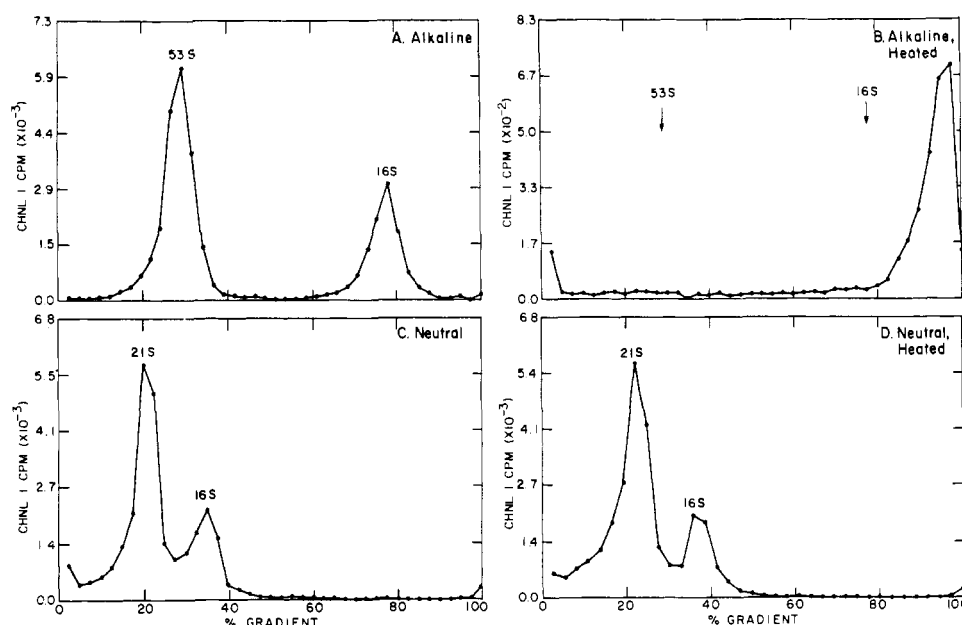 A. Alkaline
53 S
16S
CHNL 1 CPM (X10⁻³)
7.3
5.9
4.4
2.9
1.5
0.0
B. Alkaline,
Heated
53S
16S
CHNL 1 CPM (X10⁻²)
8.3
6.7
5.0
3.3
1.7
0.0
C. Neutral
21 S
16S
CHNL 1 CPM (X10⁻³)
6.8
5.5
4.1
2.7
1.4
0.0
0 20 40 60 80 100
% GRADIENT
D. Neutral,
Heated
21S
16S
CHNL 1 CPM (X10⁻³)
6.8
5.4
4.1
2.7
1.4
0.0
0 20 40 60 80 100
% GRADIENT